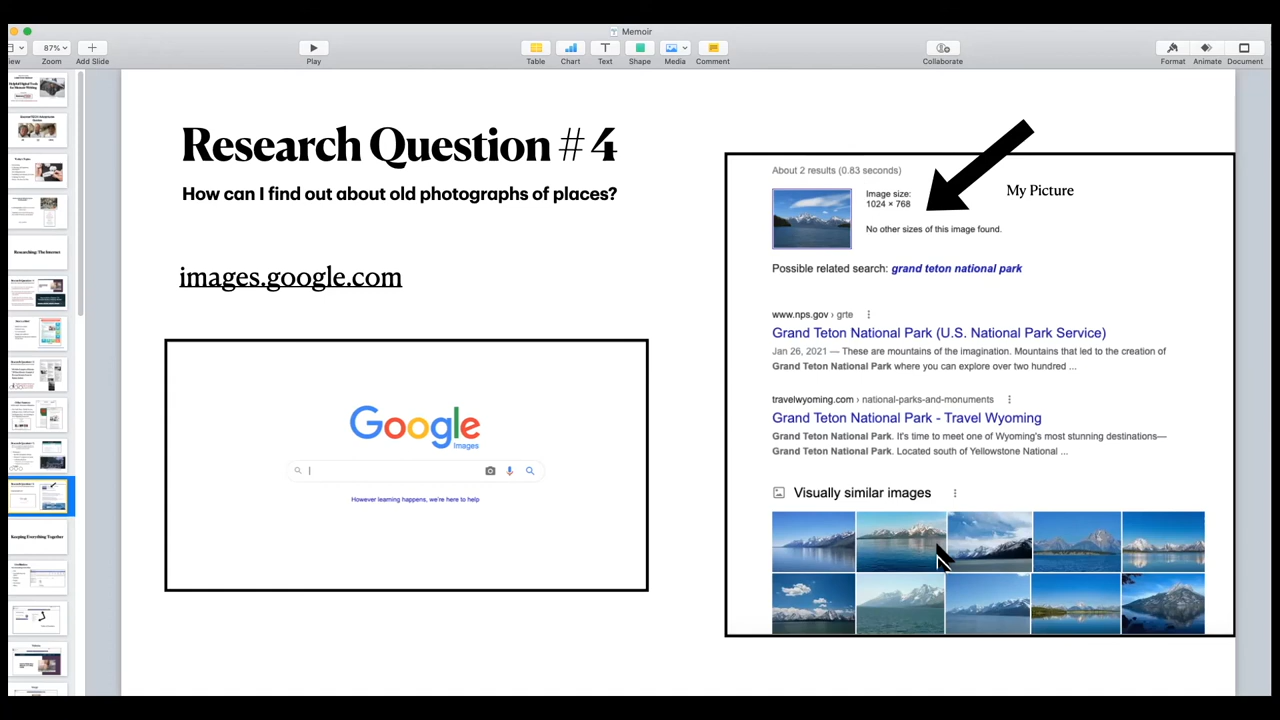 Memoir
iew
87%
Zoom
Add Slide
Play
Table
Chart
Text
Shape
Media
Comment
Collaborate
Format
Animate
Document
Researching: The Internet
Keeping Everything Together
Research Question # 4
How can I find out about old photographs of places?
images.google.com
Google
Images
However learning happens, we're here to help
About 2 results (0.83 seconds)
Image size:
1024 × 768
No other sizes of this image found.
My Picture
Possible related search: grand teton national park
www.nps.gov › grte
Grand Teton National Park (U.S. National Park Service)
Jan 26, 2021 — These are mountains of the imagination. Mountains that led to the creation of
Grand Teton National Park where you can explore over two hundred ...
travelwyoming.com › national-parks-and-monuments
Grand Teton National Park - Travel Wyoming
Grand Teton National Park. It's time to meet one of Wyoming's most stunning destinations—
Grand Teton National Park. Located south of Yellowstone National ...
Visually similar images